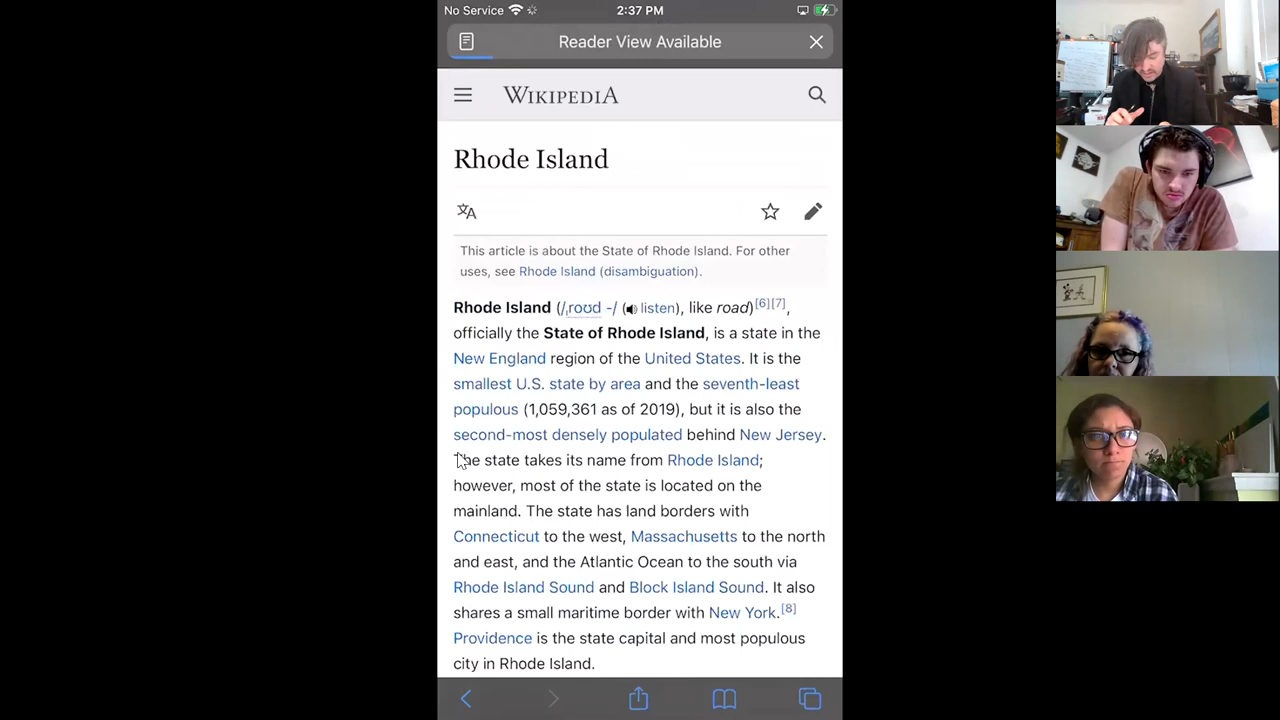 No Service 2:37 PM
Reader View Available
WIKIPEDIA
Rhode Island
This article is about the State of Rhode Island. For other
uses, see Rhode Island (disambiguation).
Rhode Island (/ˌroʊd -/ (listen), like road)[6][7],
officially the State of Rhode Island, is a state in the
New England region of the United States. It is the
smallest U.S. state by area and the seventh-least
populous (1,059,361 as of 2019), but it is also the
second-most densely populated behind New Jersey.
The state takes its name from Rhode Island;
however, most of the state is located on the
mainland. The state has land borders with
Connecticut to the west, Massachusetts to the north
and east, and the Atlantic Ocean to the south via
Rhode Island Sound and Block Island Sound. It also
shares a small maritime border with New York.[8]
Providence is the state capital and most populous
city in Rhode Island.